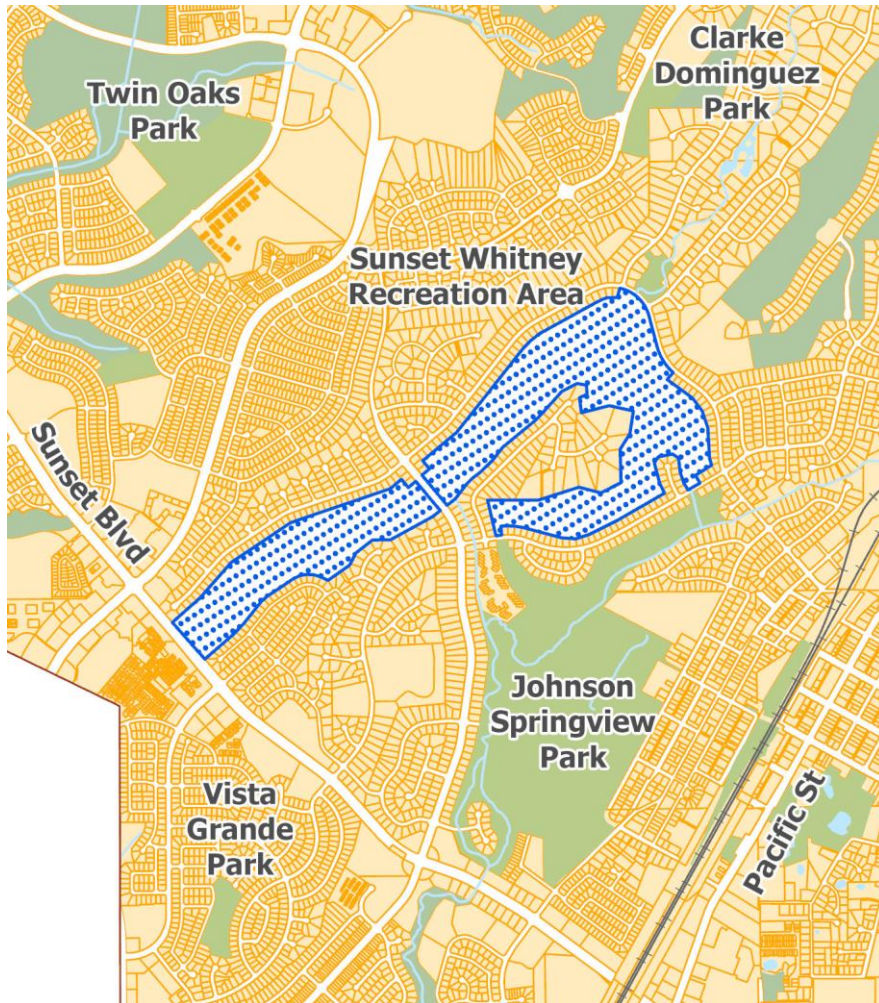 Clarke
Dominguez
Park
Twin Oaks
Park
Sunset Whitney
Recreation Area
Sunset Blvd
Johnson
Springview
Park
Vista
Grande
Park
Pacific St